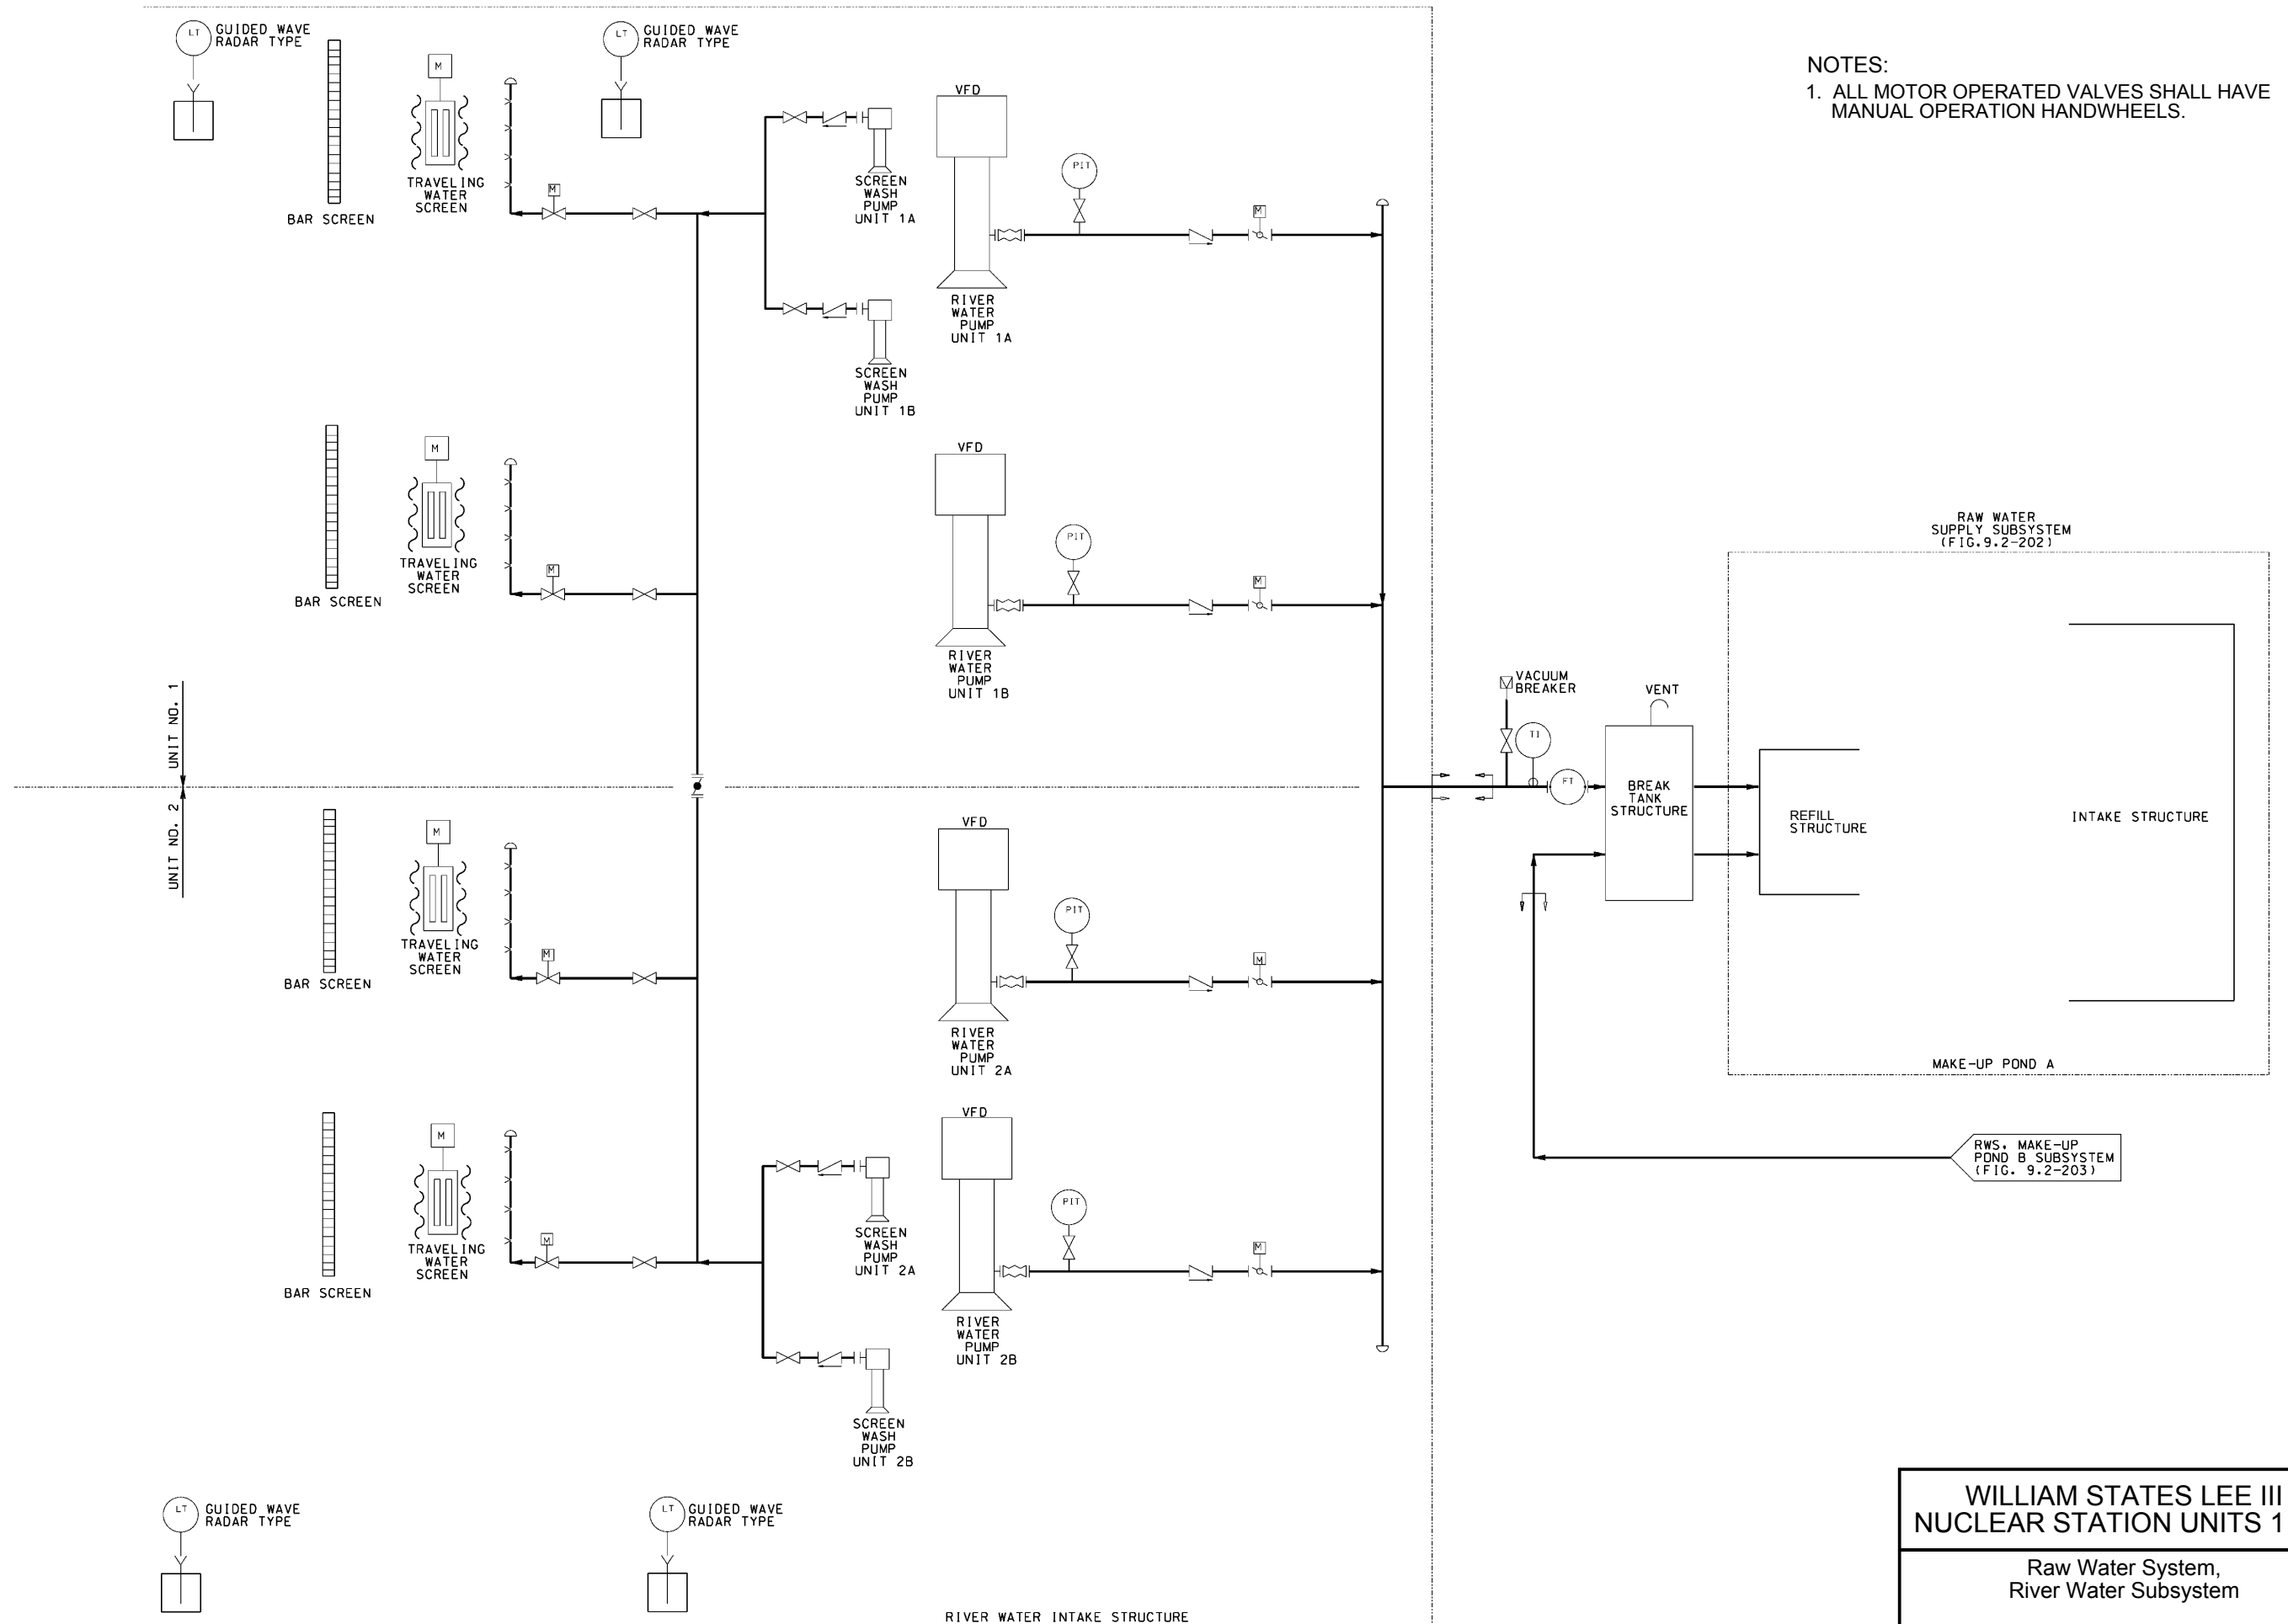 LT
GUIDED WAVE
RADAR TYPE
LT
GUIDED WAVE
RADAR TYPE
NOTES:
1. ALL MOTOR OPERATED VALVES SHALL HAVE
MANUAL OPERATION HANDWHEELS.
M
TRAVELING
WATER
SCREEN
BAR SCREEN
M
SCREEN
WASH
PUMP
UNIT 1A
VFD
PIT
M
RIVER
WATER
PUMP
UNIT 1A
SCREEN
WASH
PUMP
UNIT 1B
M
TRAVELING
WATER
SCREEN
BAR SCREEN
M
VFD
PIT
M
RIVER
WATER
PUMP
UNIT 1B
RAW WATER
SUPPLY SUBSYSTEM
(FIG.9.2-202)
UNIT NO. 1
UNIT NO. 2
VACUUM
BREAKER
VENT
TI
FT
BREAK
TANK
STRUCTURE
REFILL
STRUCTURE
INTAKE STRUCTURE
MAKE-UP POND A
M
TRAVELING
WATER
SCREEN
BAR SCREEN
M
VFD
PIT
M
RIVER
WATER
PUMP
UNIT 2A
M
TRAVELING
WATER
SCREEN
BAR SCREEN
M
SCREEN
WASH
PUMP
UNIT 2A
VFD
PIT
M
RIVER
WATER
PUMP
UNIT 2B
SCREEN
WASH
PUMP
UNIT 2B
RWS. MAKE-UP
POND B SUBSYSTEM
(FIG. 9.2-203)
LT
GUIDED WAVE
RADAR TYPE
LT
GUIDED WAVE
RADAR TYPE
RIVER WATER INTAKE STRUCTURE
WILLIAM STATES LEE III
NUCLEAR STATION UNITS 1
Raw Water System,
River Water Subsystem